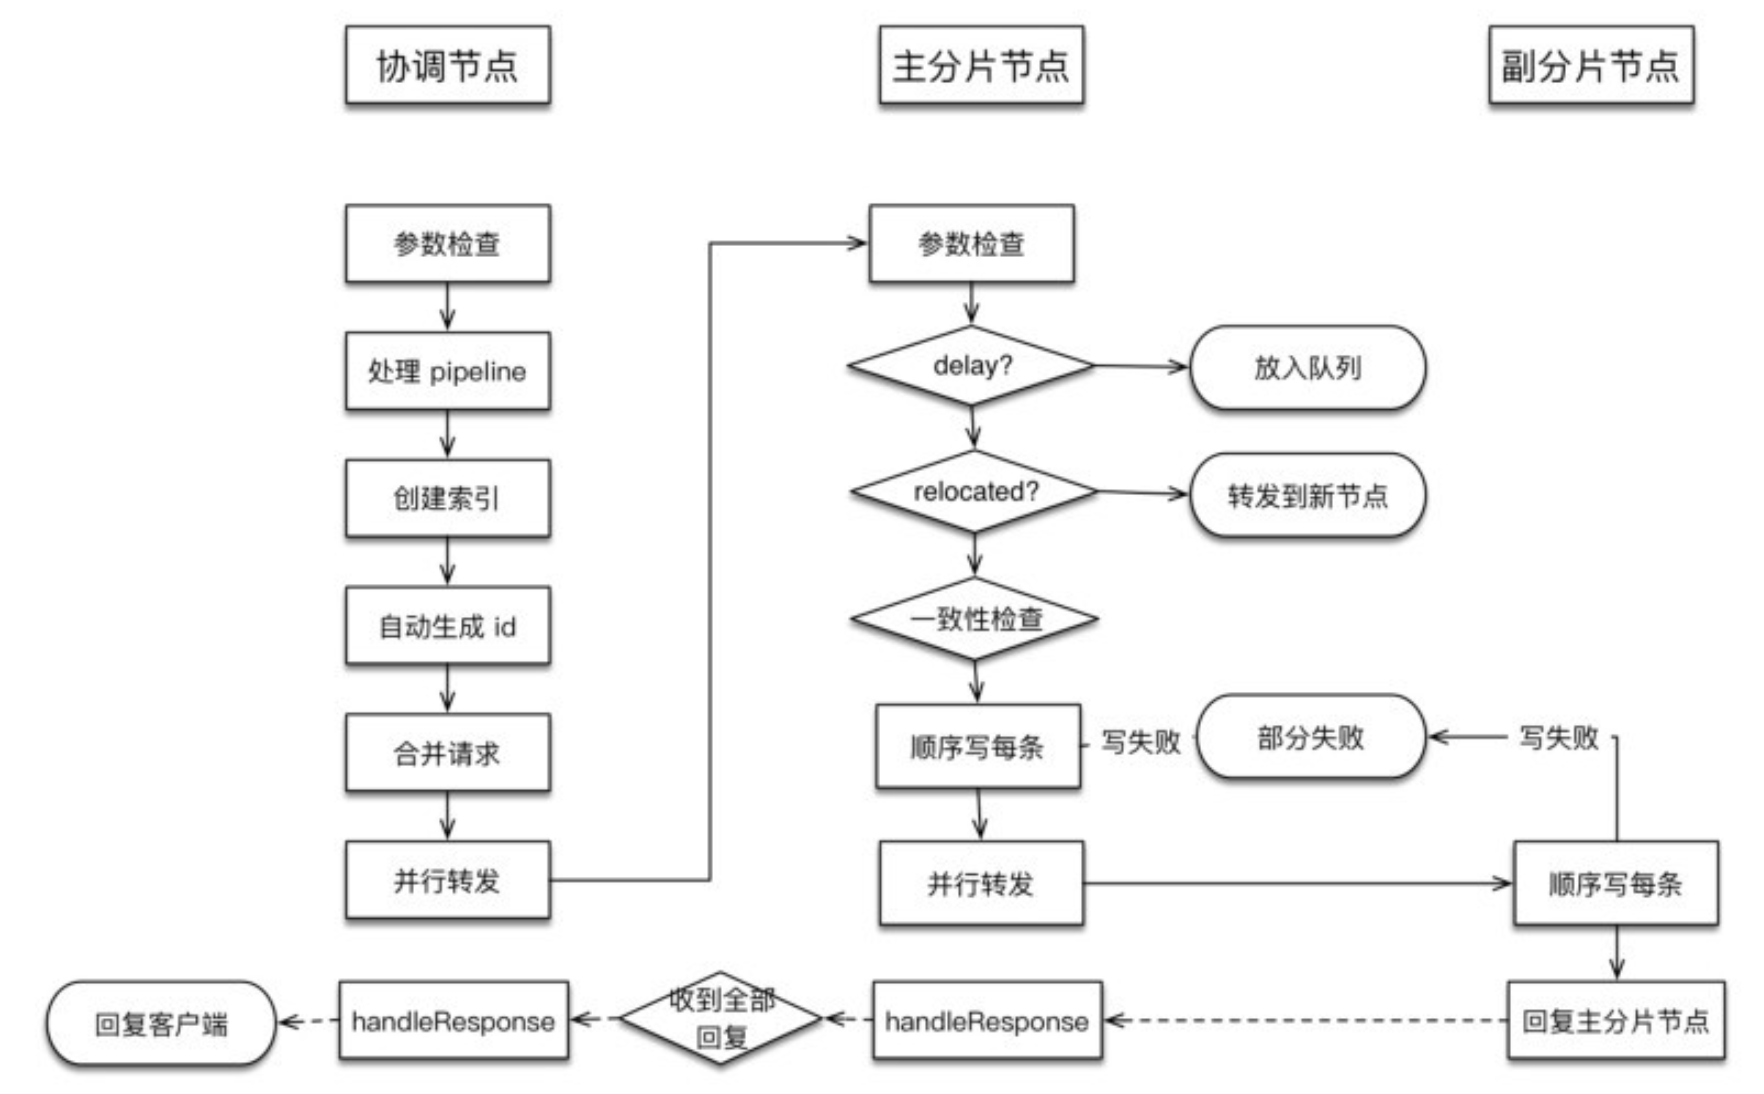 协调节点
主分片节点
副分片节点
参数检查
处理 pipeline
创建索引
自动生成 id
合并请求
并行转发
参数检查
delay?
放入队列
relocated?
转发到新节点
一致性检查
顺序写每条
写失败
部分失败
写失败
并行转发
顺序写每条
回复客户端
handleResponse
收到全部
回复
handleResponse
回复主分片节点